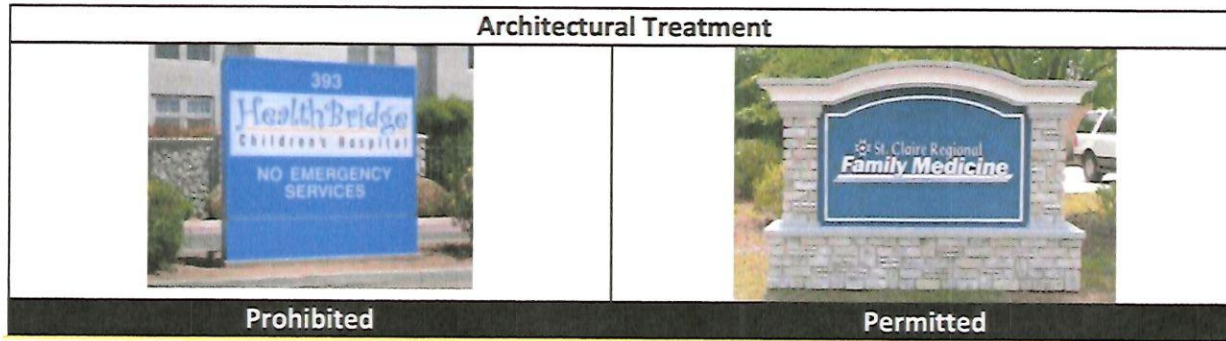 Architectural Treatment
393
HealthBridge
Children's Hospital
NO EMERGENCY
SERVICES
St. Claire Regional
Family Medicine
Prohibited
Permitted